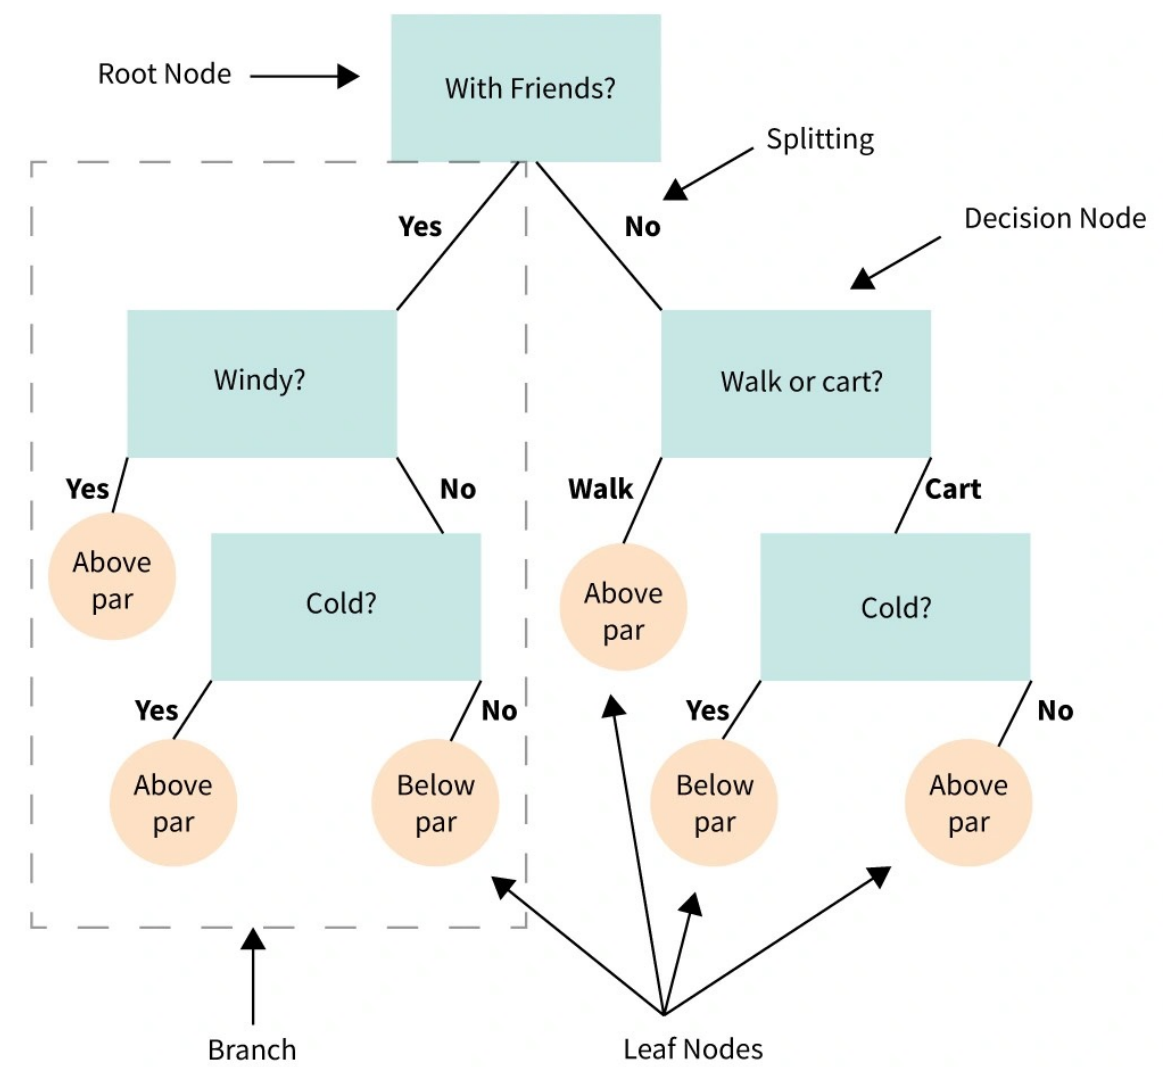 Root Node
With Friends?
Splitting
Decision Node
Yes
No
Windy?
Walk or cart?
Yes
No
Walk
Cart
Above
par
Cold?
Above
par
Cold?
Yes
No
Yes
No
Above
par
Below
par
Below
par
Above
par
Branch
Leaf Nodes